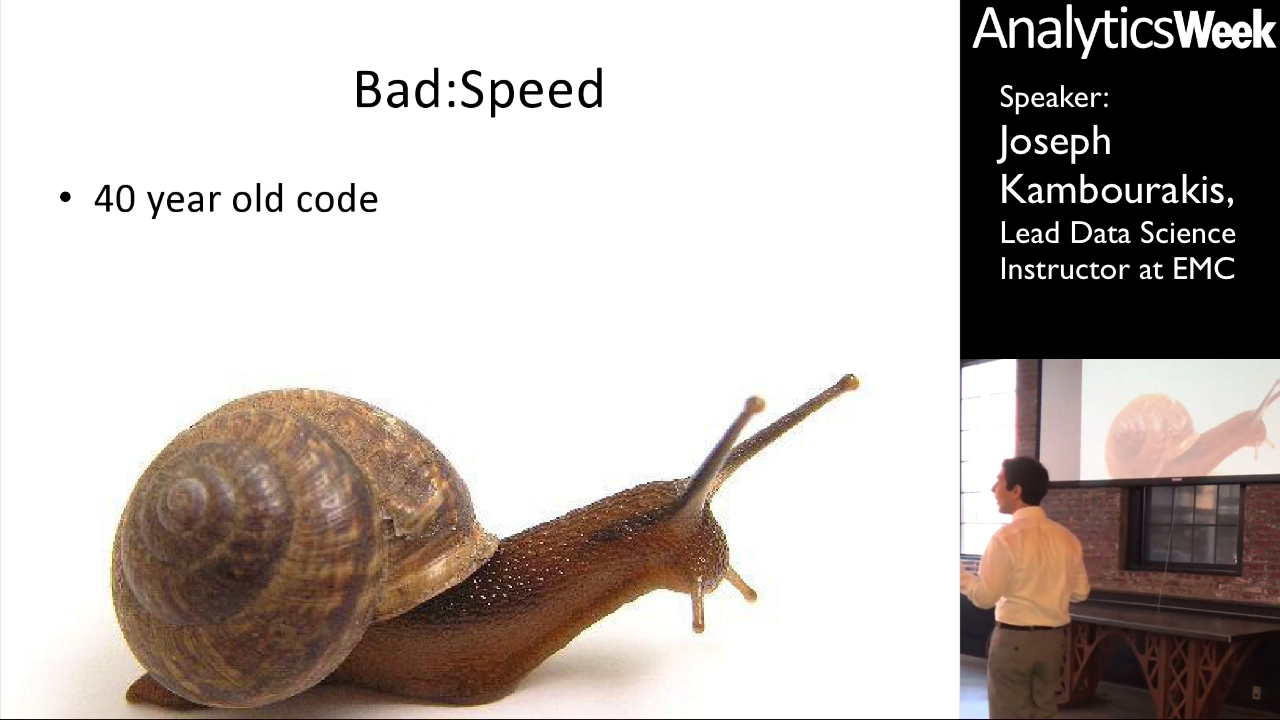 Bad:Speed
• 40 year old code
AnalyticsWeek
Speaker:
Joseph
Kambourakis,
Lead Data Science
Instructor at EMC